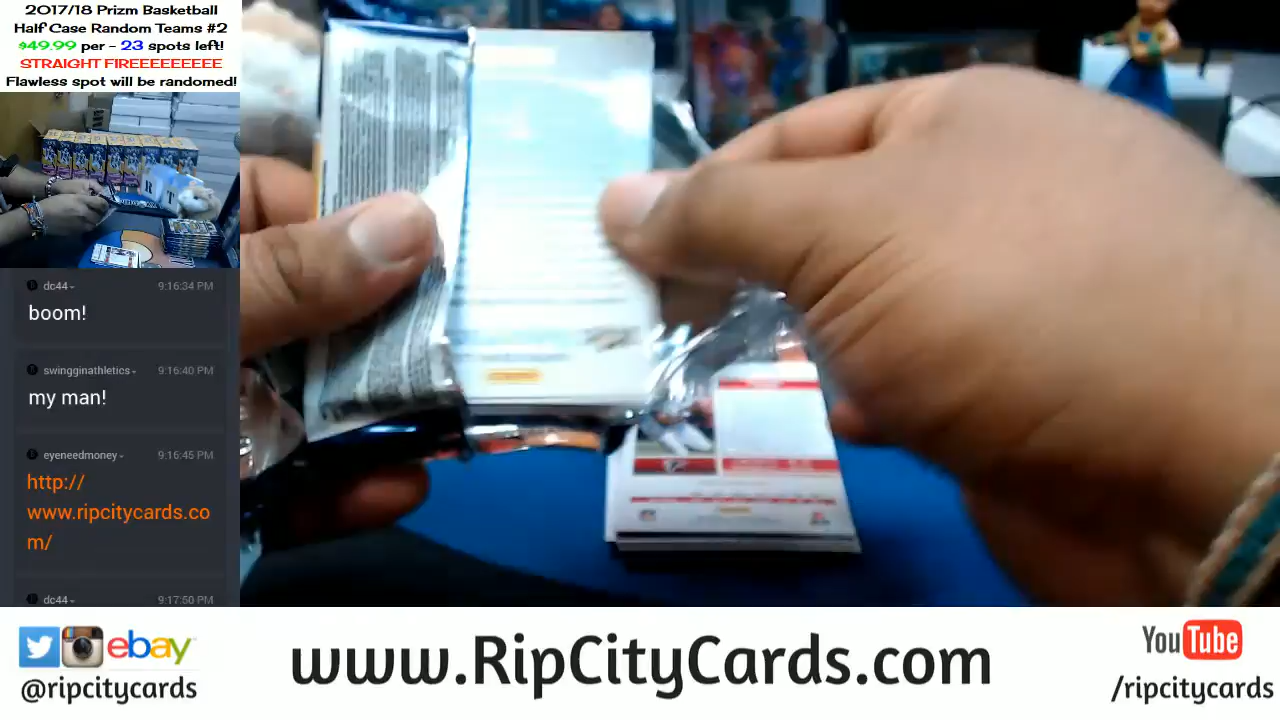 2017/18 Prizm Basketball
Half Case Random Teams #2
$49.99 per - 23 spots left!
STRAIGHT FIREEEEEEEEE
Flawless spot will be randomed!
dc44
9:16:34 PM
boom!
swingginathletics
9:16:40 PM
my man!
eyeneedmoney
9:16:45 PM
http://
www.ripcitycards.co
m/
dc44
9:17:50 PM
ebay
@ripcitycards
www.RipCityCards.com
YouTube
/ripcitycards